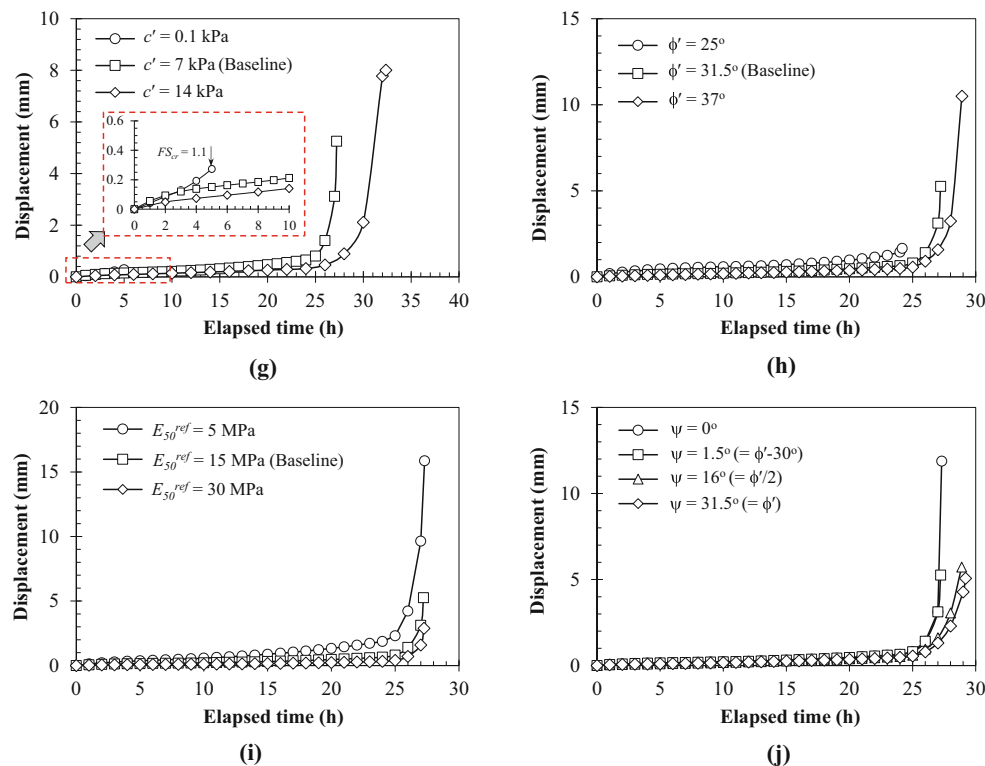 10
8
6
4
2
0
Displacement (mm)
c′ = 0.1 kPa
c′ = 7 kPa (Baseline)
c′ = 14 kPa
0.6
0.4
0.2
0
FS_cr = 1.1
0 2 4 6 8 10
0 5 10 15 20 25 30 35 40
Elapsed time (h)
(g)
15
10
5
0
Displacement (mm)
ϕ′ = 25°
ϕ′ = 31.5° (Baseline)
ϕ′ = 37°
0 5 10 15 20 25 30
Elapsed time (h)
(h)
20
15
10
5
0
Displacement (mm)
E₅₀ʳᵉᶠ = 5 MPa
E₅₀ʳᵉᶠ = 15 MPa (Baseline)
E₅₀ʳᵉᶠ = 30 MPa
0 5 10 15 20 25 30
Elapsed time (h)
(i)
15
10
5
0
Displacement (mm)
ψ = 0°
ψ = 1.5° (= ϕ′-30°)
ψ = 16° (= ϕ′/2)
ψ = 31.5° (= ϕ′)
0 5 10 15 20 25 30
Elapsed time (h)
(j)